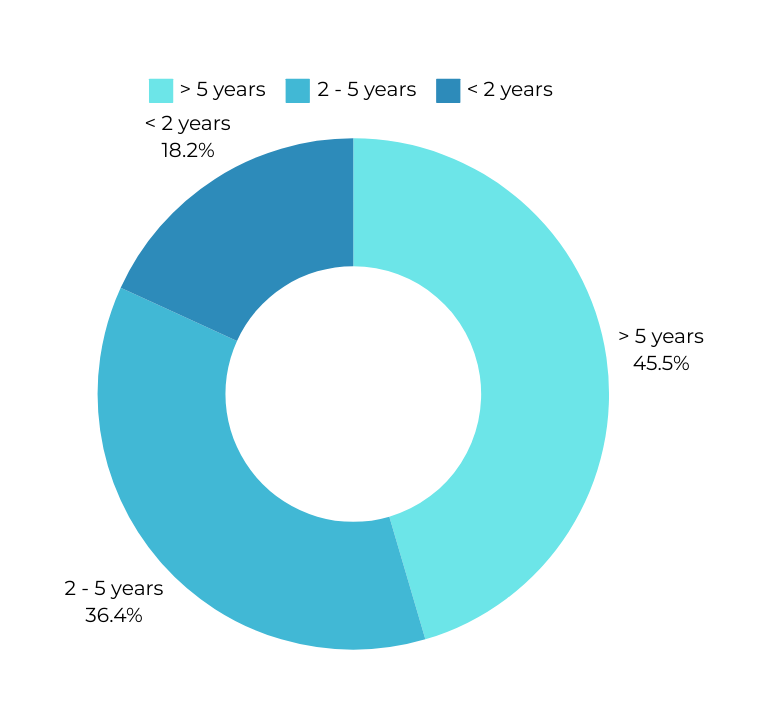 > 5 years 2 - 5 years < 2 years
< 2 years
18.2%
> 5 years
45.5%
2 - 5 years
36.4%